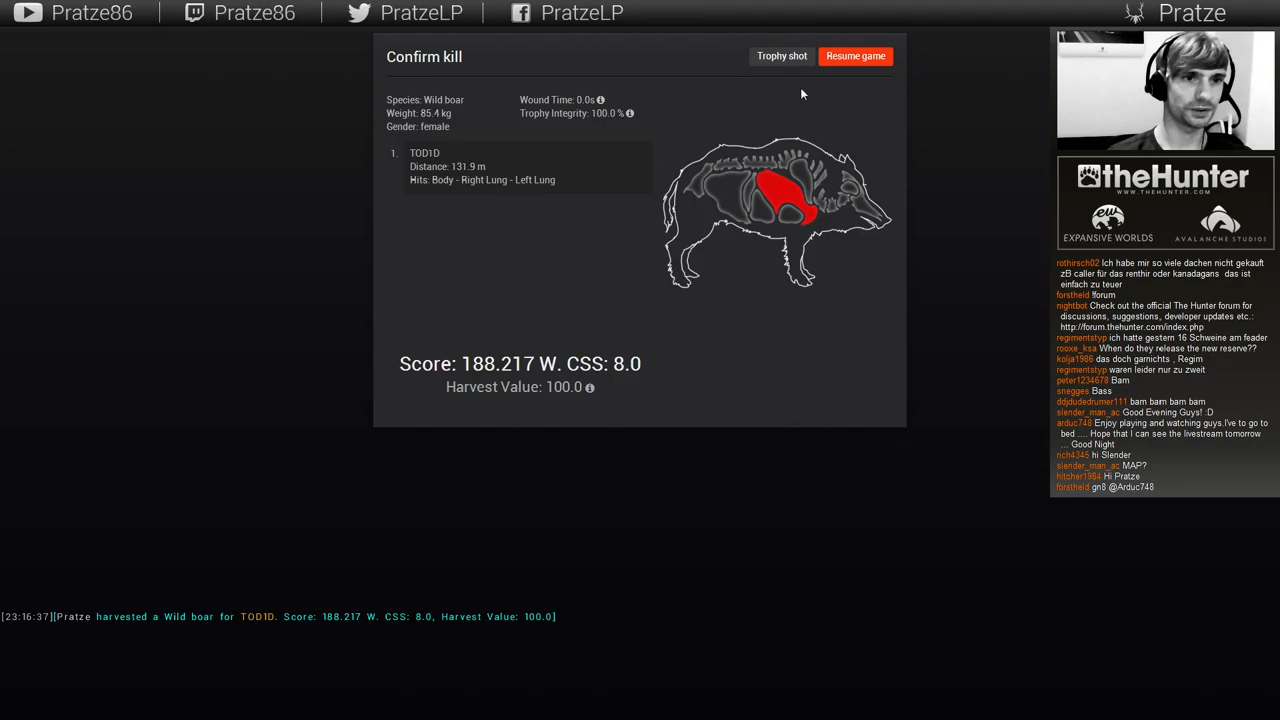 Pratze86
Pratze86
PratzeLP
PratzeLP
Pratze
Confirm kill
Trophy shot
Resume game
Species: Wild boar
Weight: 85.4 kg
Gender: female
Wound Time: 0.0s
Trophy Integrity: 100.0 %
1.
TOD1D
Distance: 131.9 m
Hits: Body - Right Lung - Left Lung
Score: 188.217 W. CSS: 8.0
Harvest Value: 100.0
theHunter
WWW.THEHUNTER.COM
ew
EXPANSIVE WORLDS
AVALANCHE STUDIOS
rothirsch02 Ich habe mir so viele dachen nicht gekauft
zB caller für das renthir oder kanadagans das ist
einfach zu teuer
forstheld !forum
nightbot Check out the official The Hunter forum for
discussions, suggestions, developer updates etc.:
http://forum.thehunter.com/index.php
regimentstyp ich hatte gestern 16 Schweine am feader
rooxe_ksa When do they release the new reserve??
kolja1986 das doch garnichts , Regim
regimentstyp waren leider nur zu zweit
peter1234678 Bam
snegges Bass
ddjdudedrumer111 bam bam bam bam
slender_man_ac Good Evening Guys! :D
arduc748 Enjoy playing and watching guys.I've to go to
bed .... Hope that I can see the livestream tomorrow
... Good Night
rich4345 hi Slender
slender_man_ac MAP?
hitcher1984 Hi Pratze
forstheld gn8 @Arduc748
[23:16:37][Pratze harvested a Wild boar for TOD1D. Score: 188.217 W. CSS: 8.0, Harvest Value: 100.0]